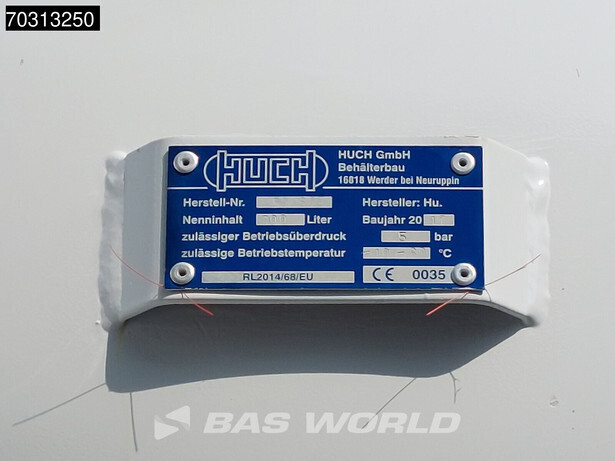 70313250
HUCH
HUCH GmbH
Behälterbau
16818 Werder bei Neuruppin
Herstell-Nr.
Hersteller: Hu.
Nenninhalt Liter
Baujahr 20
zulässiger Betriebsüberdruck 5 bar
zulässige Betriebstemperatur °C
RL2014/68/EU
CE 0035
BAS WORLD